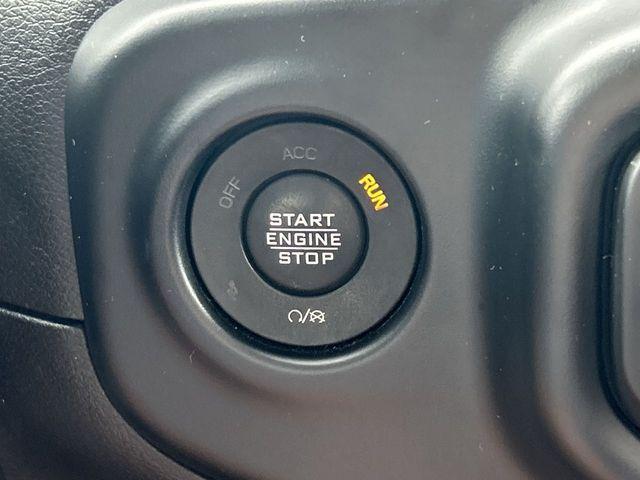 ACC
OFF
RUN
START
ENGINE
STOP